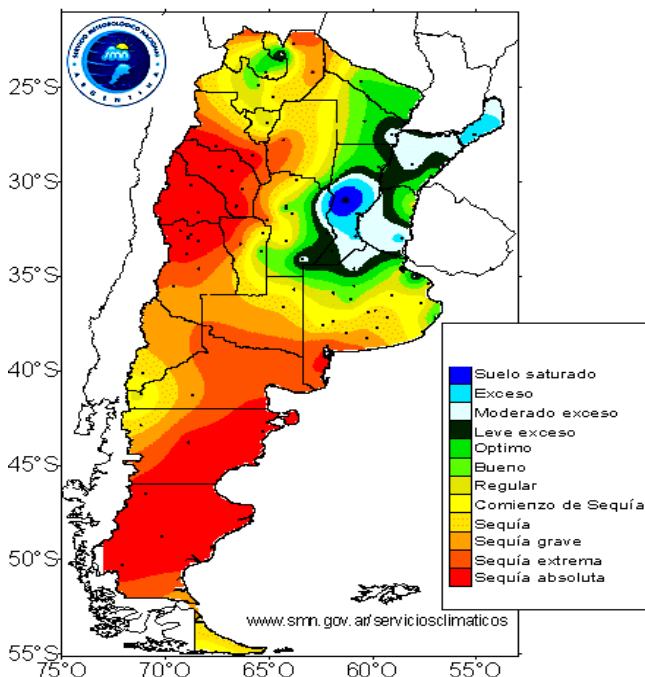 SERVICIO METEOROLOGICO NACIONAL
smn
ARGENTINA
25°S
30°S
35°S
40°S
45°S
50°S
55°S
75°O
70°O
65°O
60°O
55°O
Suelo saturado
Exceso
Moderado exceso
Leve exceso
Optimo
Bueno
Regular
Comienzo de Sequía
Sequía
Sequía grave
Sequía extrema
Sequía absoluta
www.smn.gov.ar/serviciosclimaticos